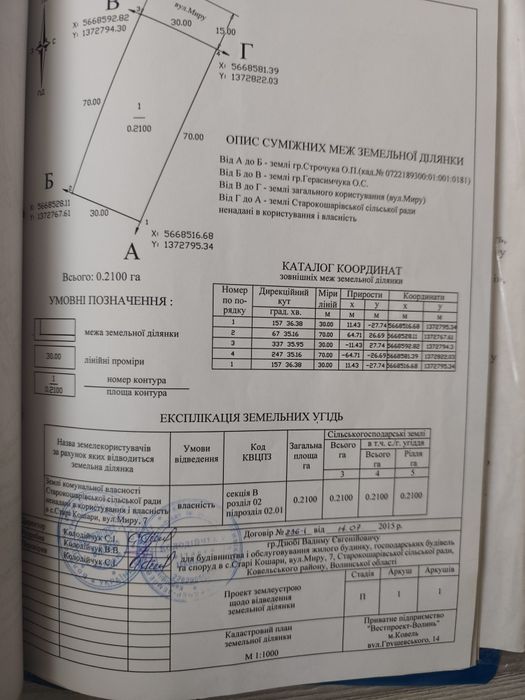 В
X: 5668592.82
Y: 1372794.30
30.00
вул.Миру
15.00
Г
X: 5668581.39
Y: 1372822.03
ПД
70.00
1
0.2100
70.00
ОПИС СУМІЖНИХ МЕЖ ЗЕМЕЛЬНОЇ ДІЛЯНКИ
Від А до Б - землі гр.Строчука О.П.(кад.№ 0722189300:01:001:0181)
Від Б до В - землі гр.Герасимчука О.С.
Від В до Г - землі загального користування (вул.Миру)
Від Г до А - землі Старокошарівської сільської ради
ненадані в користування і власність
Б
X: 5668528.11
Y: 1372767.61
30.00
1
А
X: 5668516.68
Y: 1372795.34
Всього: 0.2100 га
УМОВНІ ПОЗНАЧЕННЯ :
межа земельної ділянки
30.00 лінійні проміри
1 номер контура
0.2100 площа контура
КАТАЛОГ КООРДИНАТ
зовнішніх меж земельної ділянки
Номер по по-рядку Дирекційний кут Міри ліній Прирости Координати
x y x y
град. хв. м м м
1 157 36.38 30.00 11.43 -27.74 5668516.68 1372795.34
2 67 35.16 70.00 64.71 26.69 5668528.11 1372767.61
3 337 35.95 30.00 -11.43 27.74 5668592.82 1372794.3
4 247 35.16 70.00 -64.71 -26.69 5668581.39 1372822.03
1 157 36.38 30.00 11.43 -27.74 5668516.68 1372795.34
ЕКСПЛІКАЦІЯ ЗЕМЕЛЬНИХ УГІДЬ
Назва землекористувачів
за рахунок яких відводиться
земельна ділянка
Умови
відведення
Код
КВЦПЗ
Загальна
площа
га
Сільськогосподарські землі
Всього
га
в т.ч. с./г. угіддя
Всього
га
Рілля
га
3 4 5
Землі комунальної власності
Старокошарівської сільської ради
ненадані в користування і власність
в с.Старі Кошари, вул.Миру, 7
власність
секція В
розділ 02
підрозділ 02.01
0.2100 0.2100 0.2100 0.2100
Колодійчук С.І.
Колодійчук В.В.
Колодійчук С.І.
Договір № 236-1 від 14.07 2015 р.
гр.Дзюбі Вадиму Євгенійовичу
для будівництва і обслуговування жилого будинку, господарських будівель
та споруд в с.Старі Кошари, вул.Миру, 7, Старокошарівської сільської ради,
Ковельського району, Волинської області
Проект землеустрою
щодо відведення
земельної ділянки
Стадія Аркуш Аркушів
П 1 1
Кадастровий план
земельної ділянки
М 1:1000
Приватне підприємство
"Вестпроект-Волинь"
м.Ковель
вул.Грушевського, 14